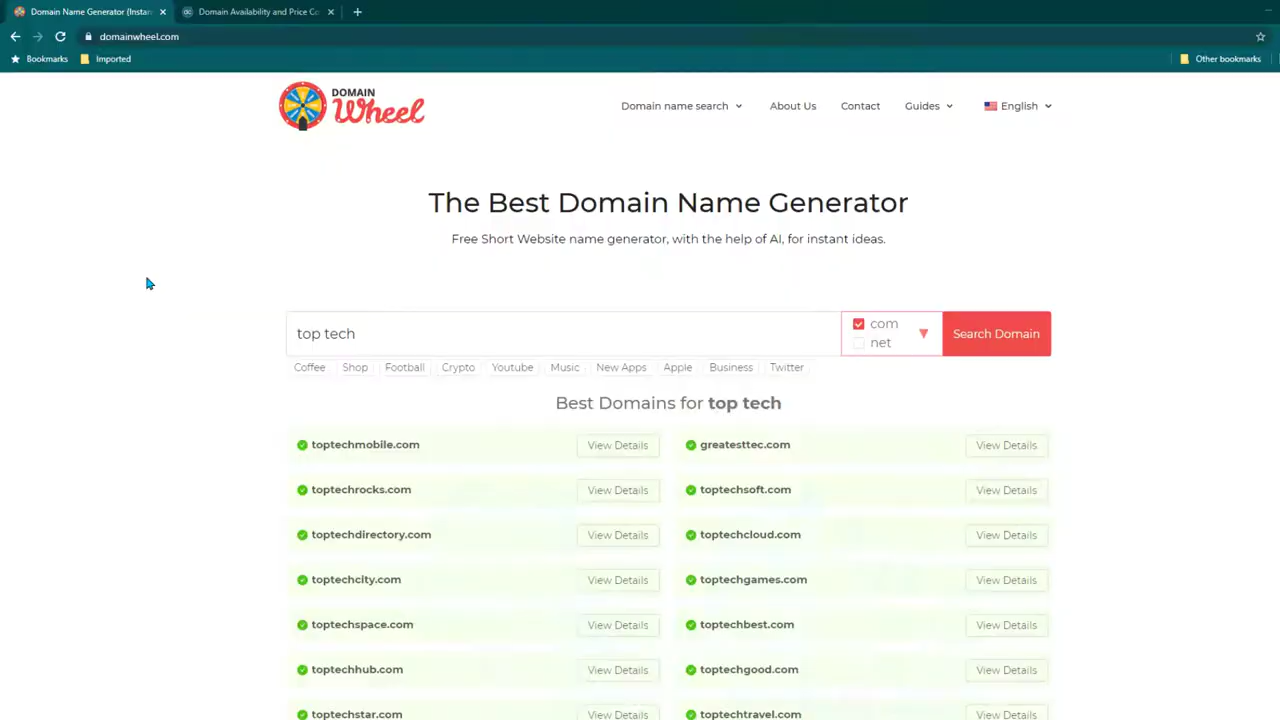 Domain Name Generator (Instan
Domain Availability and Price Co
domainwheel.com
Bookmarks
Imported
Other bookmarks
DOMAIN
Wheel
Domain name search
About Us
Contact
Guides
English
The Best Domain Name Generator
Free Short Website name generator, with the help of AI, for instant ideas.
top tech
com
net
Search Domain
Coffee Shop Football Crypto Youtube Music New Apps Apple Business Twitter
Best Domains for top tech
toptechmobile.com View Details greatesttec.com View Details
toptechrocks.com View Details toptechsoft.com View Details
toptechdirectory.com View Details toptechcloud.com View Details
toptechcity.com View Details toptechgames.com View Details
toptechspace.com View Details toptechbest.com View Details
toptechhub.com View Details toptechgood.com View Details
toptechstar.com View Details toptechtravel.com View Details